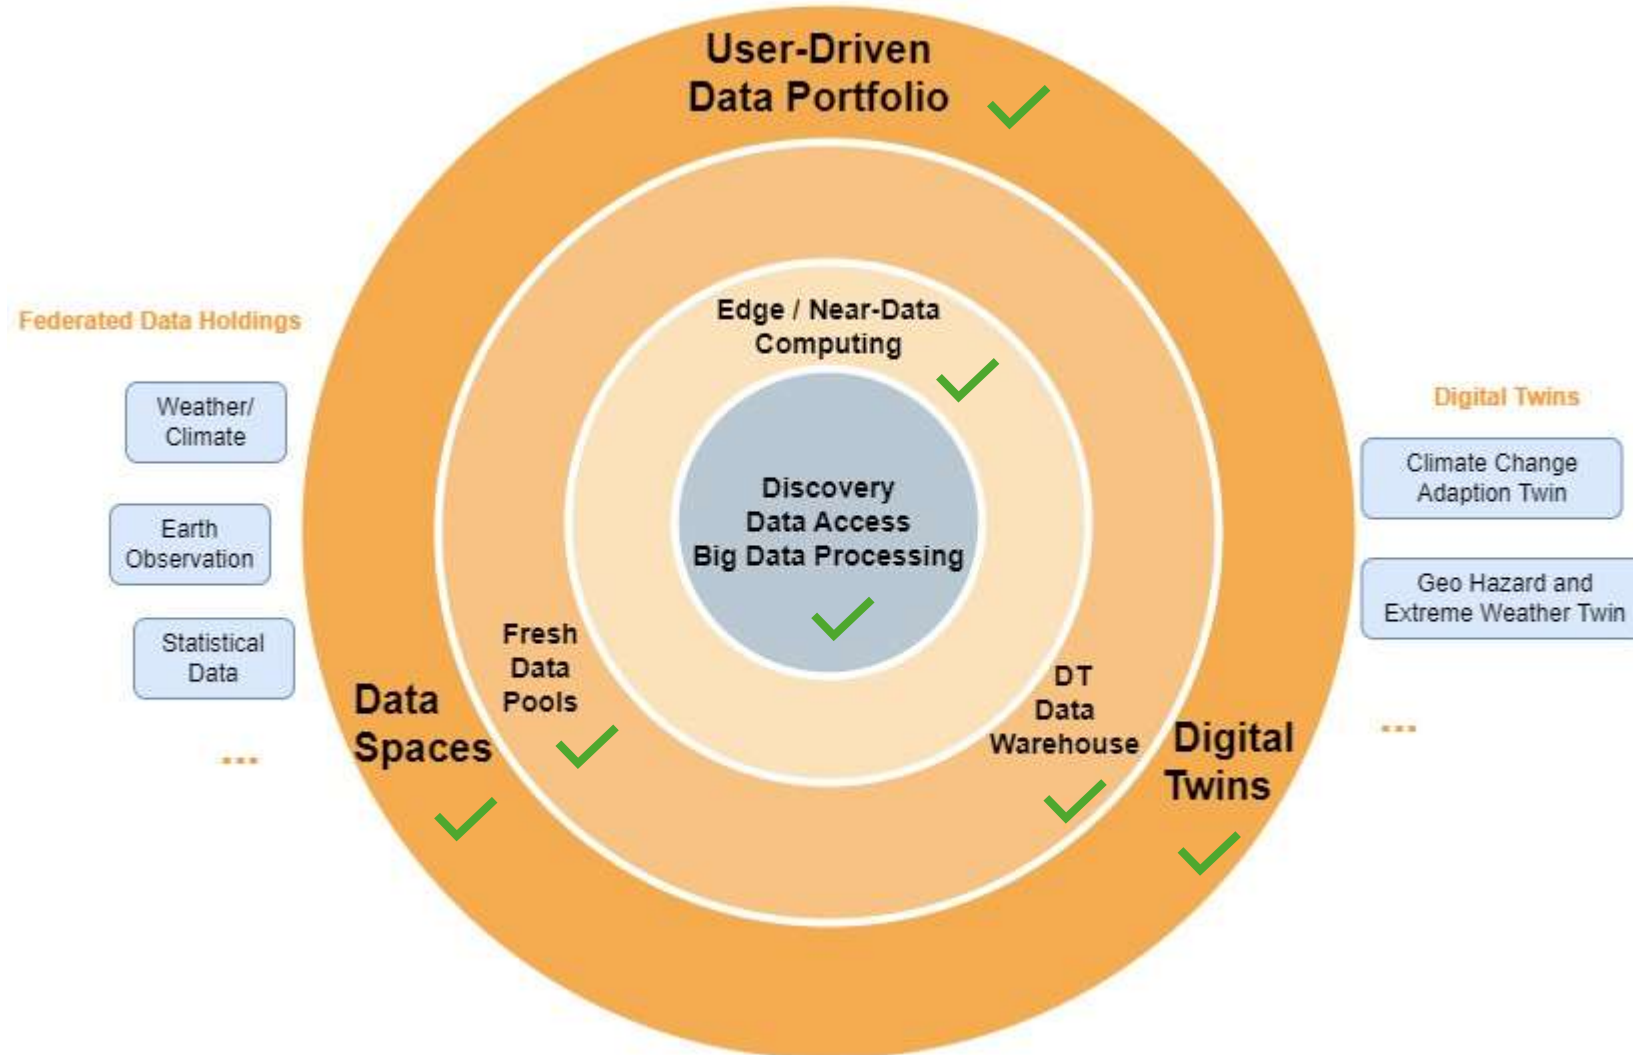 User-Driven
Data Portfolio
Federated Data Holdings
Weather/
Climate
Earth
Observation
Statistical
Data
...
Edge / Near-Data
Computing
Discovery
Data Access
Big Data Processing
Fresh
Data
Pools
DT
Data
Warehouse
Data
Spaces
Digital
Twins
Digital Twins
Climate Change
Adaption Twin
Geo Hazard and
Extreme Weather Twin
...